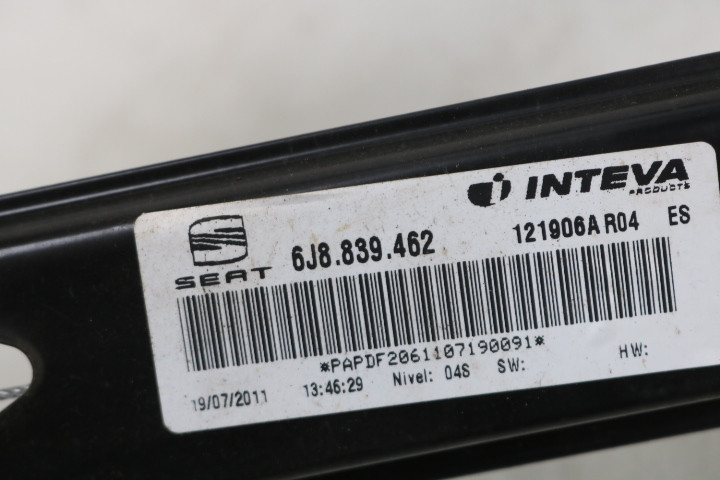 INTEVA
PRODUCTS
SEAT 6J8.839.462 121906A R04 ES
*PAPDF2061107190091*
19/07/2011 13:46:29 Nivel: 04S SW: HW: